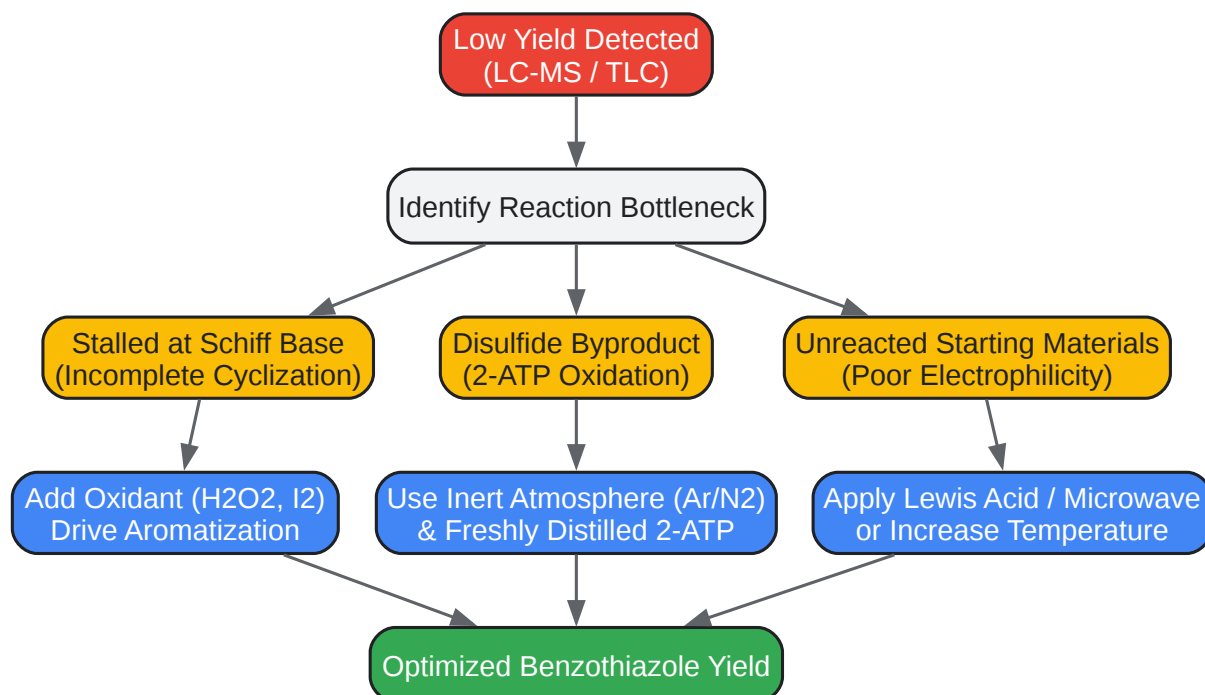 Low Yield Detected
(LC-MS / TLC)
Identify Reaction Bottleneck
Stalled at Schiff Base
(Incomplete Cyclization)
Disulfide Byproduct
(2-ATP Oxidation)
Unreacted Starting Materials
(Poor Electrophilicity)
Add Oxidant (H2O2, I2)
Drive Aromatization
Use Inert Atmosphere (Ar/N2)
& Freshly Distilled 2-ATP
Apply Lewis Acid / Microwave
or Increase Temperature
Optimized Benzothiazole Yield